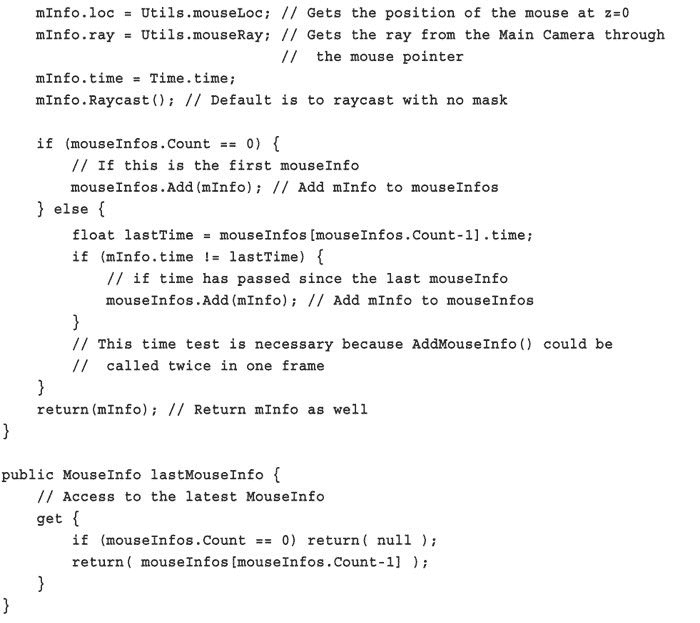 mInfo.loc = Utils.mouseLoc; // Gets the position of the mouse at z=0
mInfo.ray = Utils.mouseRay; // Gets the ray from the Main Camera through
//  the mouse pointer
mInfo.time = Time.time;
mInfo.Raycast(); // Default is to raycast with no mask
if (mouseInfos.Count == 0) {
// If this is the first mouseInfo
mouseInfos.Add(mInfo); // Add mInfo to mouseInfos
} else {
float lastTime = mouseInfos[mouseInfos.Count-1].time;
if (mInfo.time != lastTime) {
// if time has passed since the last mouseInfo
mouseInfos.Add(mInfo); // Add mInfo to mouseInfos
}
// This time test is necessary because AddMouseInfo() could be
//  called twice in one frame
}
return(mInfo); // Return mInfo as well
}
public MouseInfo lastMouseInfo {
// Access to the latest MouseInfo
get {
if (mouseInfos.Count == 0) return( null );
return( mouseInfos[mouseInfos.Count-1] );
}
}